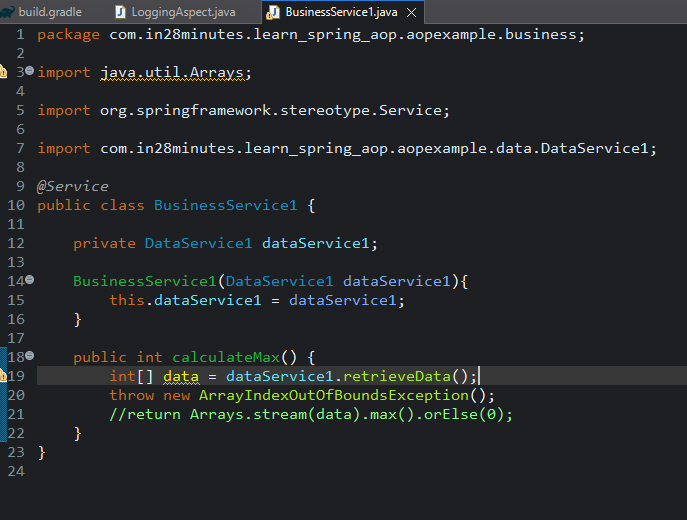 build.gradle LoggingAspect.java BusinessService1.java
1 package com.in28minutes.learn_spring_aop.aopexample.business;
2
3 import java.util.Arrays;
4
5 import org.springframework.stereotype.Service;
6
7 import com.in28minutes.learn_spring_aop.aopexample.data.DataService1;
8
9 @Service
10 public class BusinessService1 {
11
12     private DataService1 dataService1;
13
14     BusinessService1(DataService1 dataService1){
15         this.dataService1 = dataService1;
16     }
17
18     public int calculateMax() {
19         int[] data = dataService1.retrieveData();
20         throw new ArrayIndexOutOfBoundsException();
21         //return Arrays.stream(data).max().orElse(0);
22     }
23 }
24